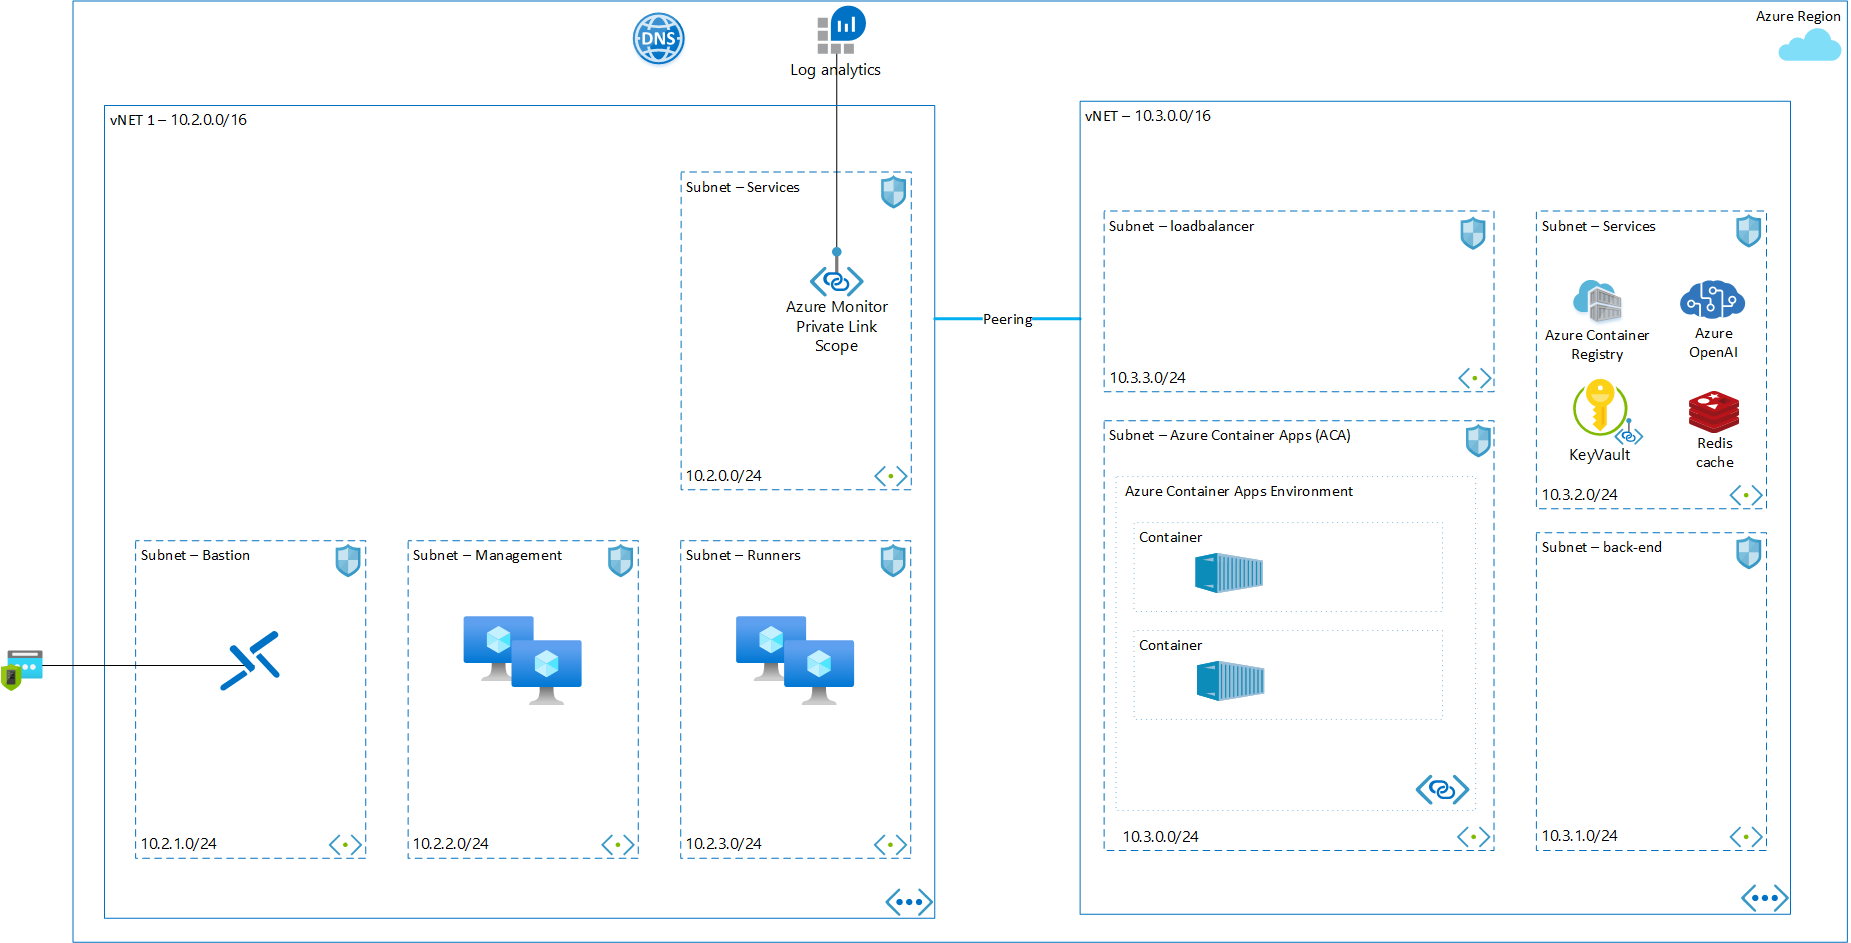 Azure Region
DNS
Log analytics
vNET 1 – 10.2.0.0/16
Subnet – Services
Azure Monitor
Private Link
Scope
10.2.0.0/24
Subnet – Bastion
10.2.1.0/24
Subnet – Management
10.2.2.0/24
Subnet – Runners
10.2.3.0/24
Peering
vNET – 10.3.0.0/16
Subnet – loadbalancer
10.3.3.0/24
Subnet – Azure Container Apps (ACA)
Azure Container Apps Environment
Container
Container
10.3.0.0/24
Subnet – Services
Azure Container
Registry
Azure
OpenAI
KeyVault
Redis
cache
10.3.2.0/24
Subnet – back-end
10.3.1.0/24